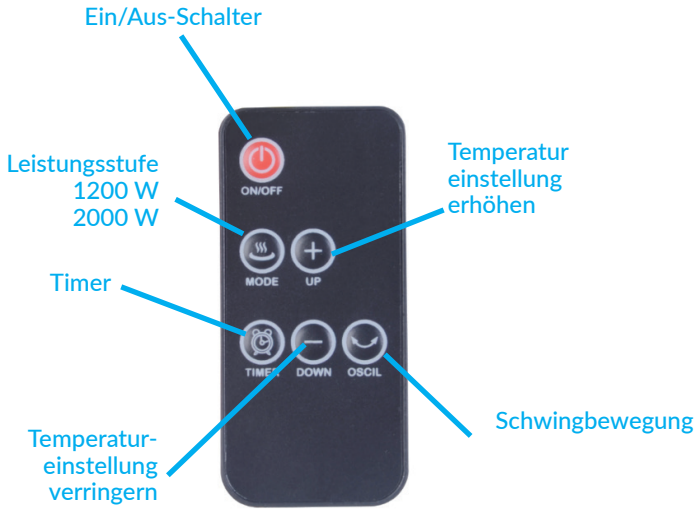 Ein/Aus-Schalter
Leistungsstufe
1200 W
2000 W
Temperatur
einstellung
erhöhen
ON/OFF
MODE
UP
Timer
TIMER
DOWN
OSCIL
Schwingbewegung
Temperatur-
einstellung
verringern